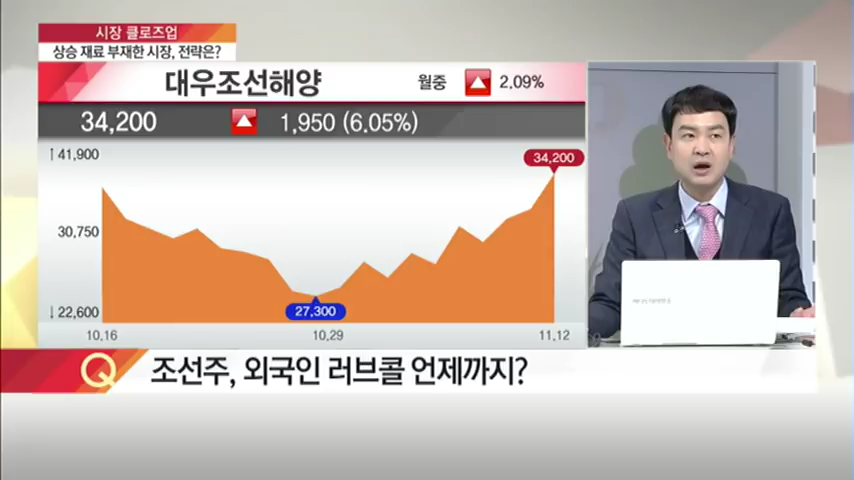 시장 클로즈업
상승 재료 부재한 시장, 전략은?
대우조선해양
월중 2.09%
34,200 1,950 (6.05%)
41,900
34,200
30,750
27,300
22,600
10.16 10.29 11.12
Q 조선주, 외국인 러브콜 언제까지?